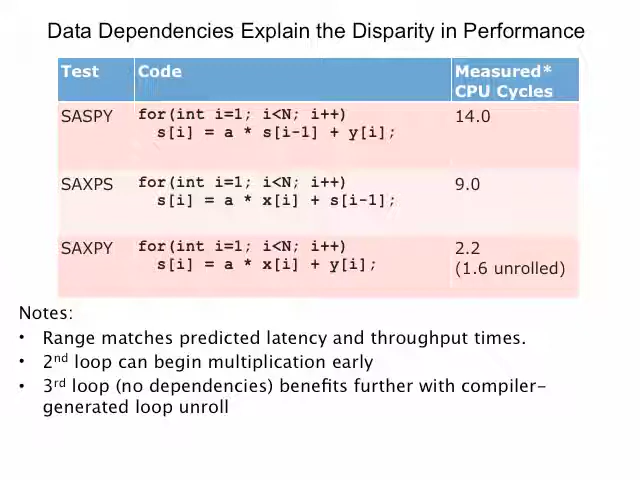 Data Dependencies Explain the Disparity in Performance
Test Code Measured*
CPU Cycles
SASPY for(int i=1; i<N; i++) 14.0
s[i] = a * s[i-1] + y[i];
SAXPS for(int i=1; i<N; i++) 9.0
s[i] = a * x[i] + s[i-1];
SAXPY for(int i=1; i<N; i++) 2.2
s[i] = a * x[i] + y[i]; (1.6 unrolled)
Notes:
• Range matches predicted latency and throughput times.
• 2nd loop can begin multiplication early
• 3rd loop (no dependencies) benefits further with compiler-
generated loop unroll